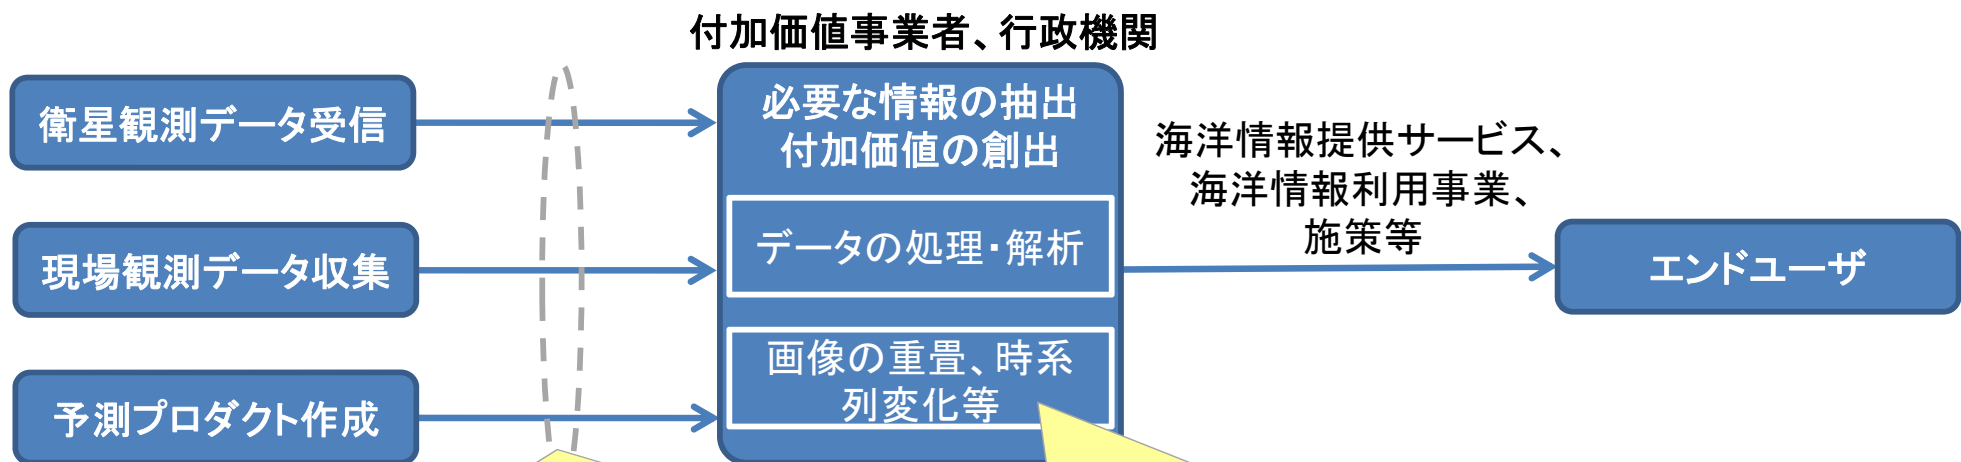 付加価値事業者、行政機関
衛星観測データ受信
現場観測データ収集
予測プロダクト作成
必要な情報の抽出
付加価値の創出
データの処理・解析
画像の重畳、時系
列変化等
海洋情報提供サービス、
海洋情報利用事業、
施策等
エンドユーザ